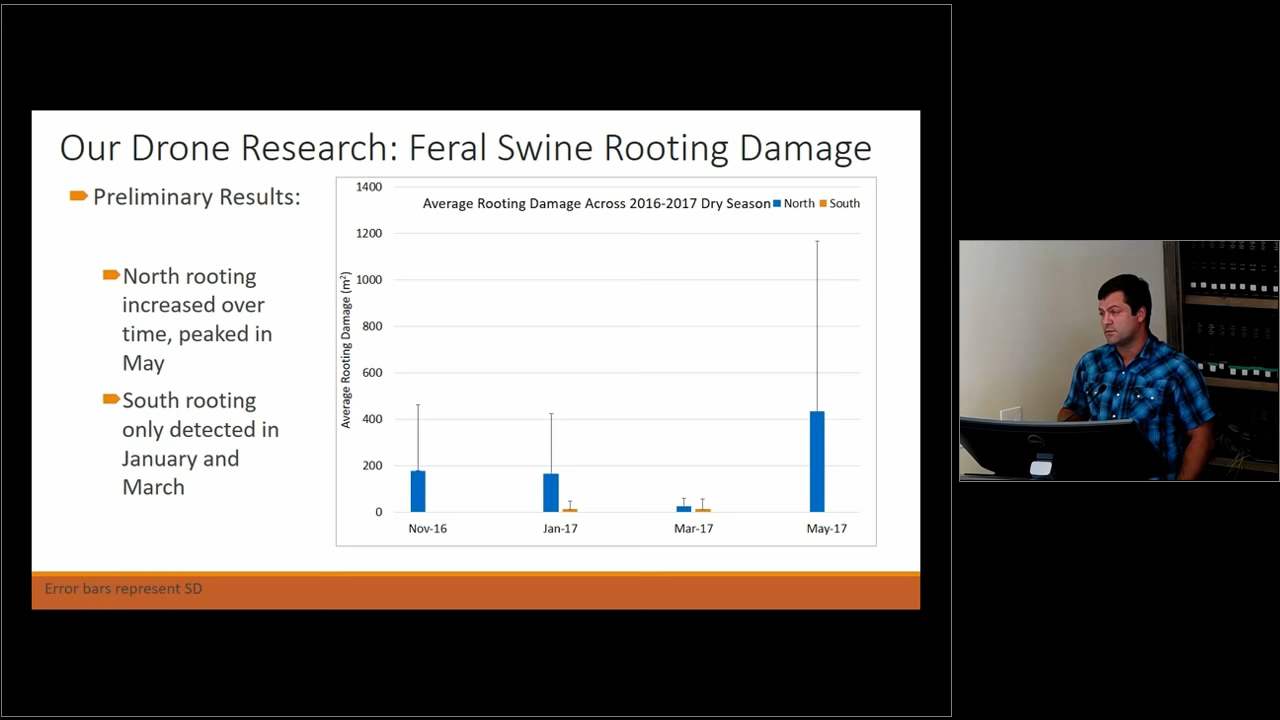 Our Drone Research: Feral Swine Rooting Damage
Preliminary Results:
North rooting
increased over
time, peaked in
May
South rooting
only detected in
January and
March
Average Rooting Damage Across 2016-2017 Dry Season
North
South
Average Rooting Damage (m²)
1400
1200
1000
800
600
400
200
0
Nov-16
Jan-17
Mar-17
May-17
Error bars represent SD